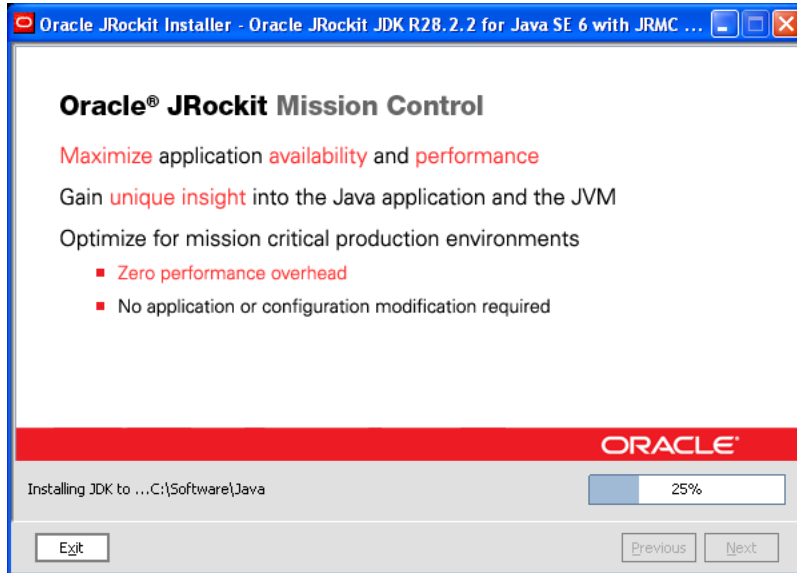 Oracle JRockit Installer - Oracle JRockit JDK R28.2.2 for Java SE 6 with JRMC ...
Oracle® JRockit Mission Control
Maximize application availability and performance
Gain unique insight into the Java application and the JVM
Optimize for mission critical production environments
Zero performance overhead
No application or configuration modification required
ORACLE®
Installing JDK to ...C:\Software\Java
25%
Exit
Previous
Next